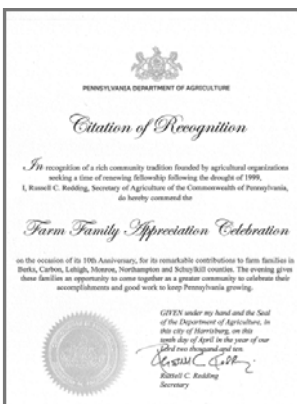 PENNSYLVANIA DEPARTMENT OF AGRICULTURE
Citation of Recognition
In recognition of a rich community tradition founded by agricultural organizations
seeking a time of renewing fellowship following the drought of 1999,
I, Russell C. Redding, Secretary of Agriculture of the Commonwealth of Pennsylvania,
do hereby commend the
Farm Family Appreciation Celebration
on the occasion of its 10th Anniversary, for its remarkable contributions to farm families in
Berks, Carbon, Lehigh, Monroe, Northampton and Schuylkill counties. The evening gives
these families an opportunity to come together as a greater community to celebrate their
accomplishments and good work to keep Pennsylvania growing.
GIVEN under my hand and the Seal
of the Department of Agriculture, in
this city of Harrisburg, on this
tenth day of April in the year of our
Lord two thousand and ten.
Russell C. Redding
Russell C. Redding
Secretary